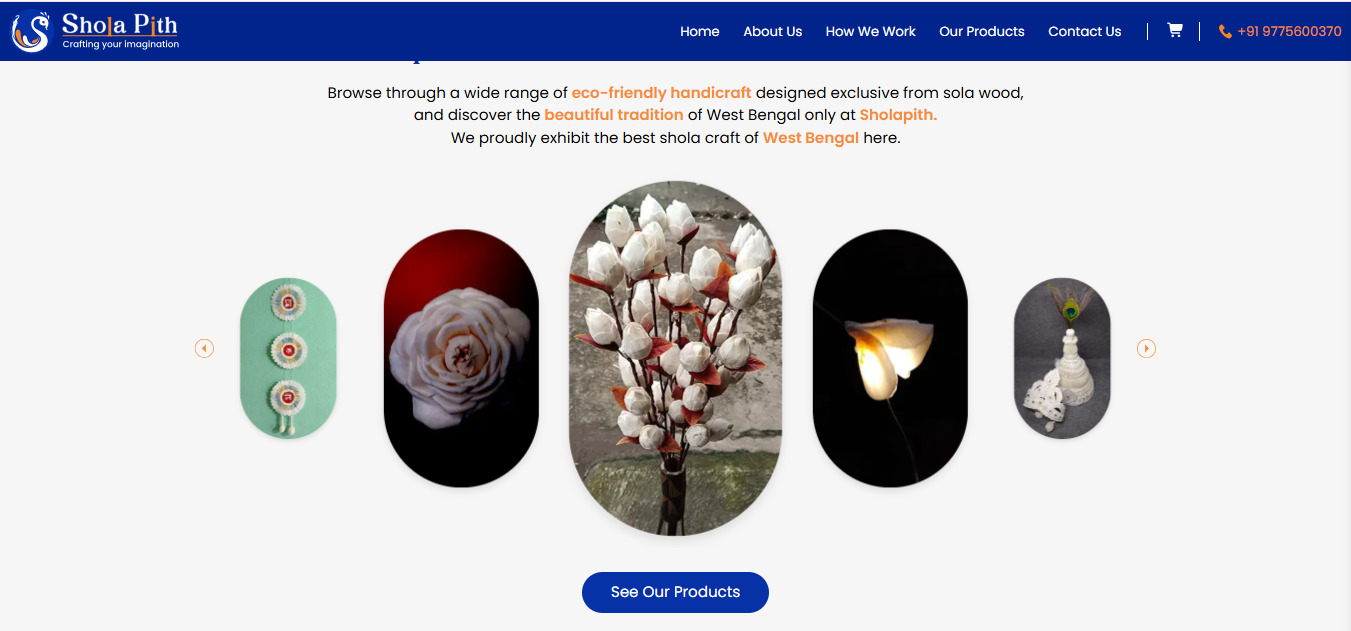 Shola Pith
Crafting your imagination
Home About Us How We Work Our Products Contact Us +91 9775600370
Browse through a wide range of eco-friendly handicraft designed exclusive from sola wood,
and discover the beautiful tradition of West Bengal only at Sholapith.
We proudly exhibit the best shola craft of West Bengal here.
See Our Products